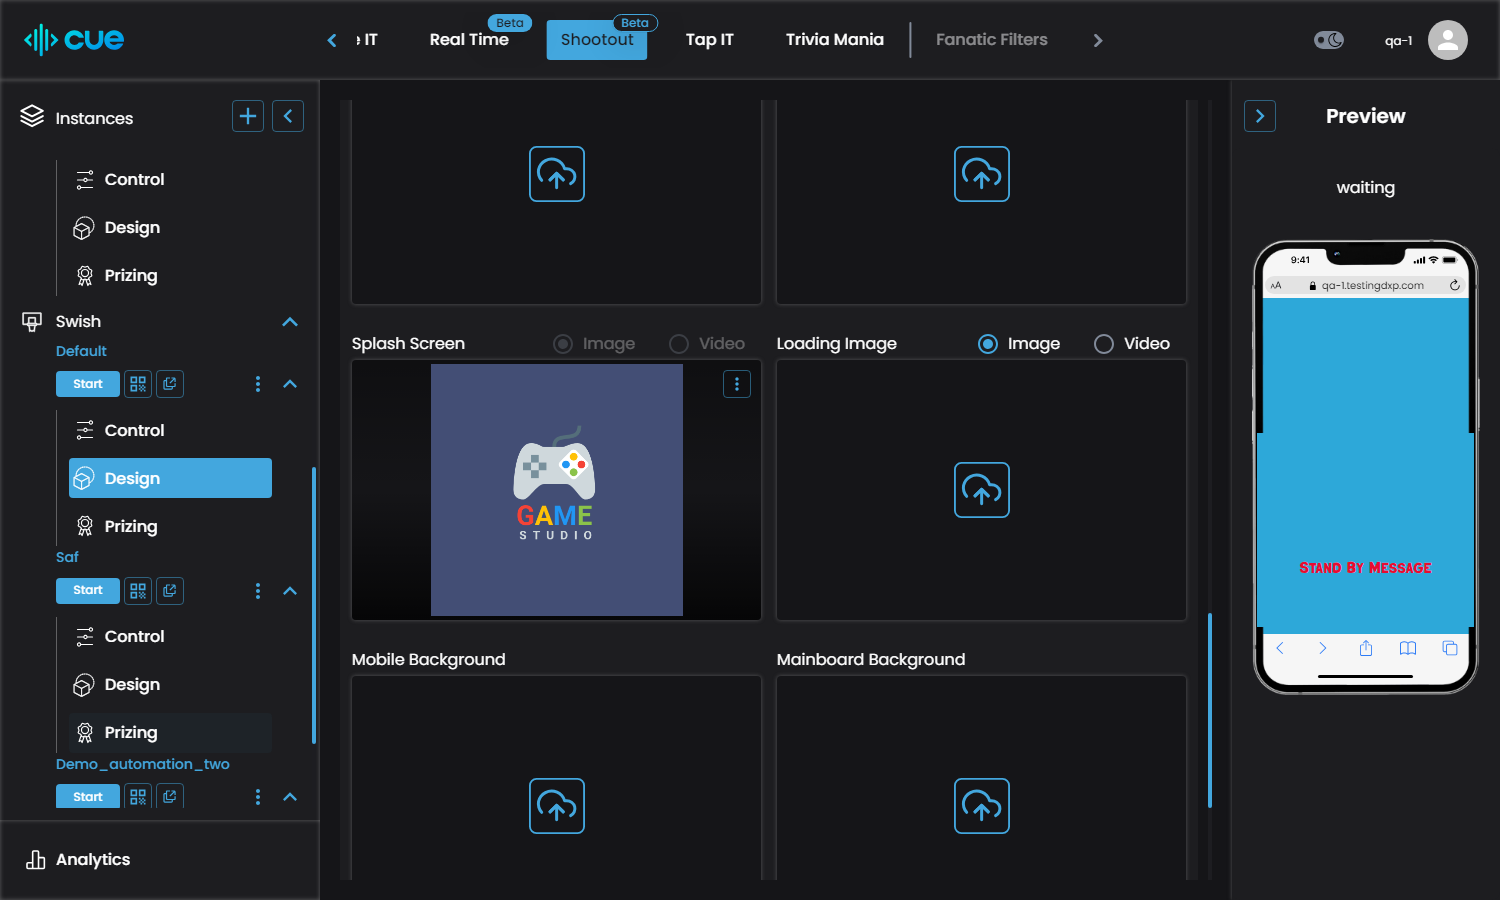 cue
e IT
Real Time
Beta
Shootout
Beta
Tap IT
Trivia Mania
Fanatic Filters
qa-1
Instances
Control
Design
Prizing
Swish
Default
Start
Control
Design
Prizing
Saf
Start
Control
Design
Prizing
Demo_automation_two
Start
Analytics
Splash Screen
Image
Video
Loading Image
Image
Video
GAME
STUDIO
Mobile Background
Mainboard Background
Preview
waiting
9:41
AA
qa-1.testingdxp.com
Stand By Message